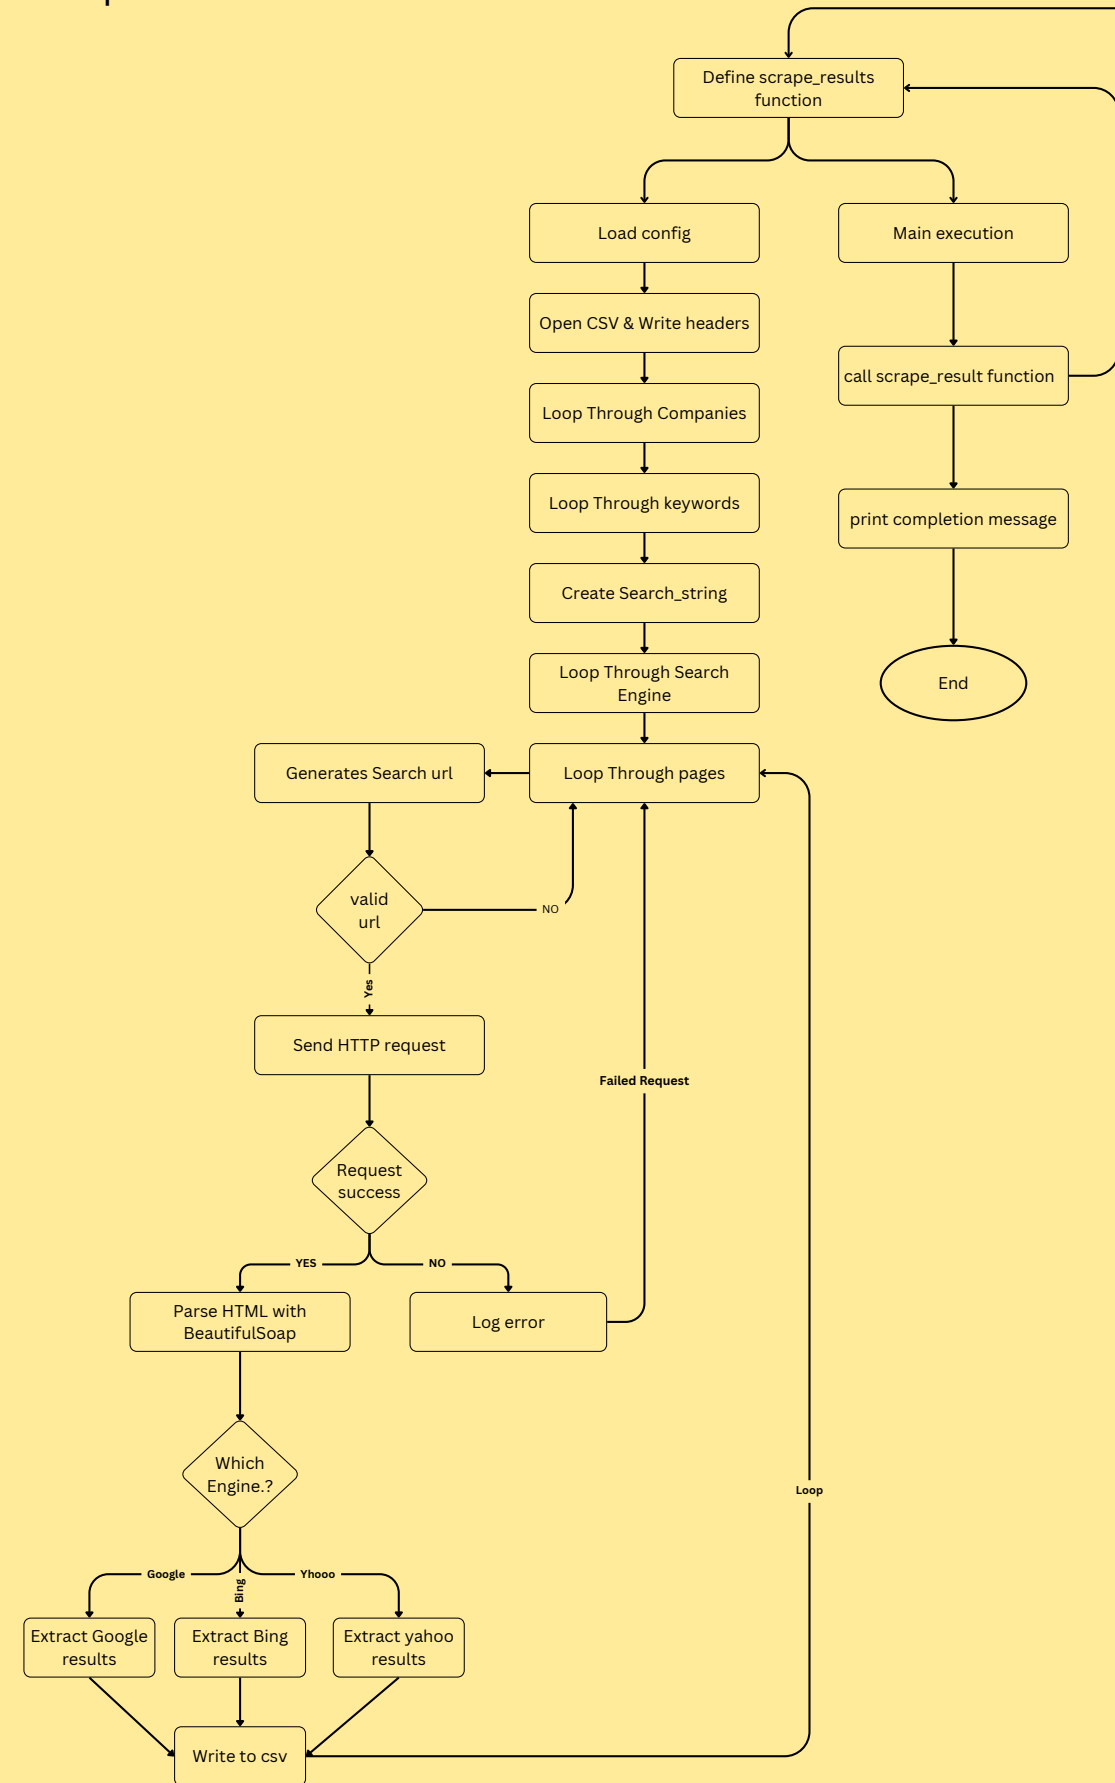 Define scrape_results
function
Load config
Main execution
Open CSV & Write headers
call scrape_result function
Loop Through Companies
Loop Through keywords
print completion message
Create Search_string
Loop Through Search
Engine
End
Generates Search url
Loop Through pages
valid
url
NO
Yes
Send HTTP request
Failed Request
Request
success
YES
NO
Parse HTML with
BeautifulSoap
Log error
Which
Engine.?
Loop
Google
Bing
Yhooo
Extract Google
results
Extract Bing
results
Extract yahoo
results
Write to csv